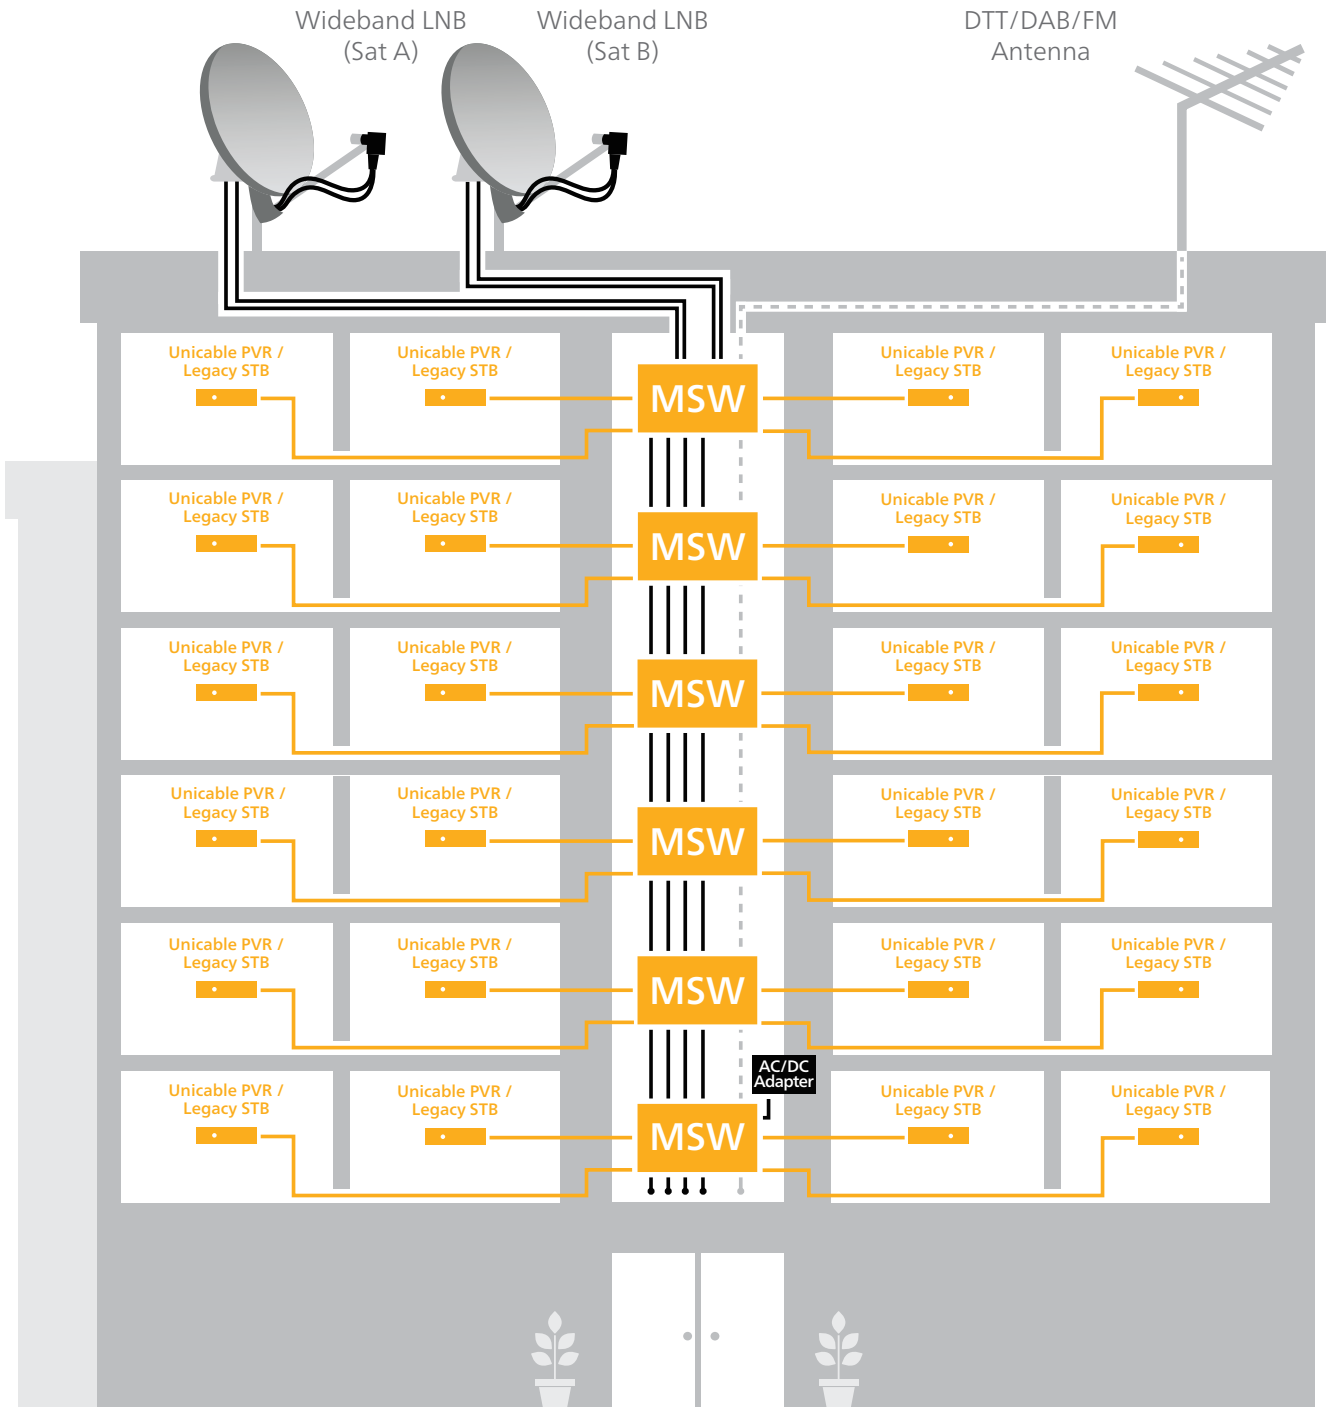 Wideband LNB
(Sat A)
Wideband LNB
(Sat B)
DTT/DAB/FM
Antenna
Unicable PVR /
Legacy STB
Unicable PVR /
Legacy STB
MSW
Unicable PVR /
Legacy STB
Unicable PVR /
Legacy STB
Unicable PVR /
Legacy STB
Unicable PVR /
Legacy STB
MSW
Unicable PVR /
Legacy STB
Unicable PVR /
Legacy STB
Unicable PVR /
Legacy STB
Unicable PVR /
Legacy STB
MSW
Unicable PVR /
Legacy STB
Unicable PVR /
Legacy STB
Unicable PVR /
Legacy STB
Unicable PVR /
Legacy STB
MSW
Unicable PVR /
Legacy STB
Unicable PVR /
Legacy STB
Unicable PVR /
Legacy STB
Unicable PVR /
Legacy STB
MSW
Unicable PVR /
Legacy STB
Unicable PVR /
Legacy STB
AC/DC
Adapter
Unicable PVR /
Legacy STB
Unicable PVR /
Legacy STB
MSW
Unicable PVR /
Legacy STB
Unicable PVR /
Legacy STB